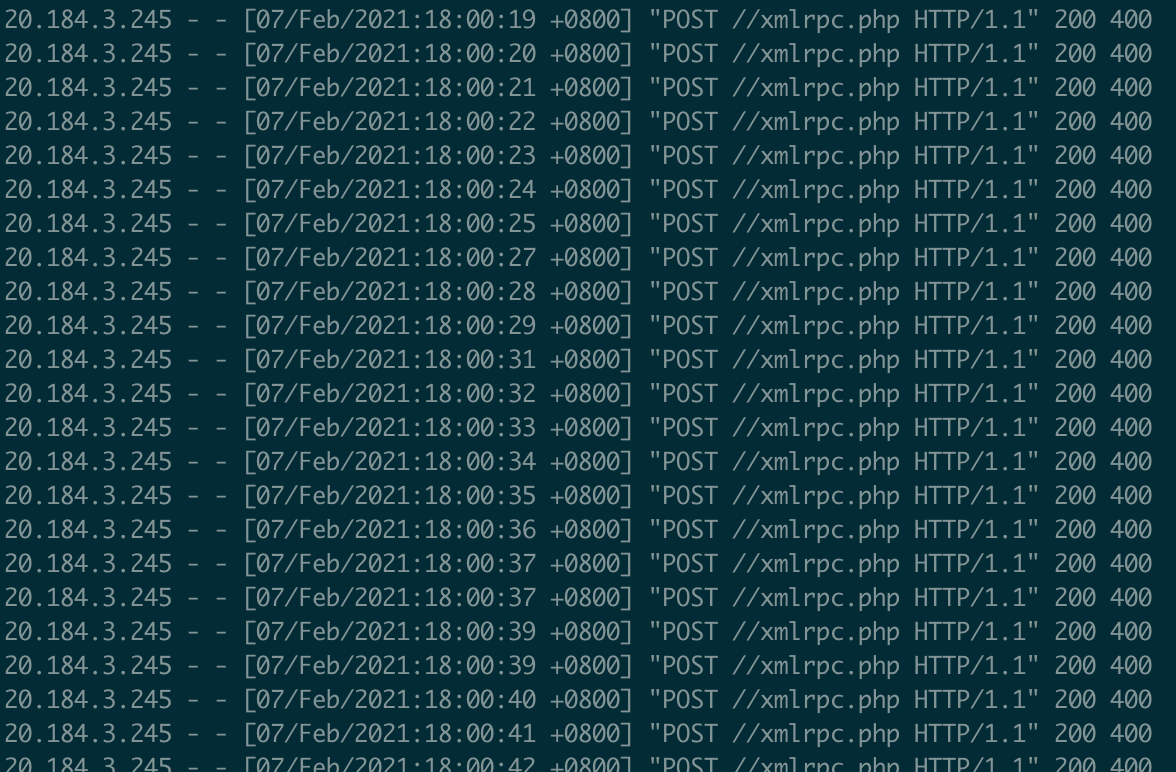 20.184.3.245 - - [07/Feb/2021:18:00:19 +0800] "POST //xmlrpc.php HTTP/1.1" 200 400
20.184.3.245 - - [07/Feb/2021:18:00:20 +0800] "POST //xmlrpc.php HTTP/1.1" 200 400
20.184.3.245 - - [07/Feb/2021:18:00:21 +0800] "POST //xmlrpc.php HTTP/1.1" 200 400
20.184.3.245 - - [07/Feb/2021:18:00:22 +0800] "POST //xmlrpc.php HTTP/1.1" 200 400
20.184.3.245 - - [07/Feb/2021:18:00:23 +0800] "POST //xmlrpc.php HTTP/1.1" 200 400
20.184.3.245 - - [07/Feb/2021:18:00:24 +0800] "POST //xmlrpc.php HTTP/1.1" 200 400
20.184.3.245 - - [07/Feb/2021:18:00:25 +0800] "POST //xmlrpc.php HTTP/1.1" 200 400
20.184.3.245 - - [07/Feb/2021:18:00:27 +0800] "POST //xmlrpc.php HTTP/1.1" 200 400
20.184.3.245 - - [07/Feb/2021:18:00:28 +0800] "POST //xmlrpc.php HTTP/1.1" 200 400
20.184.3.245 - - [07/Feb/2021:18:00:29 +0800] "POST //xmlrpc.php HTTP/1.1" 200 400
20.184.3.245 - - [07/Feb/2021:18:00:31 +0800] "POST //xmlrpc.php HTTP/1.1" 200 400
20.184.3.245 - - [07/Feb/2021:18:00:32 +0800] "POST //xmlrpc.php HTTP/1.1" 200 400
20.184.3.245 - - [07/Feb/2021:18:00:33 +0800] "POST //xmlrpc.php HTTP/1.1" 200 400
20.184.3.245 - - [07/Feb/2021:18:00:34 +0800] "POST //xmlrpc.php HTTP/1.1" 200 400
20.184.3.245 - - [07/Feb/2021:18:00:35 +0800] "POST //xmlrpc.php HTTP/1.1" 200 400
20.184.3.245 - - [07/Feb/2021:18:00:36 +0800] "POST //xmlrpc.php HTTP/1.1" 200 400
20.184.3.245 - - [07/Feb/2021:18:00:37 +0800] "POST //xmlrpc.php HTTP/1.1" 200 400
20.184.3.245 - - [07/Feb/2021:18:00:37 +0800] "POST //xmlrpc.php HTTP/1.1" 200 400
20.184.3.245 - - [07/Feb/2021:18:00:39 +0800] "POST //xmlrpc.php HTTP/1.1" 200 400
20.184.3.245 - - [07/Feb/2021:18:00:39 +0800] "POST //xmlrpc.php HTTP/1.1" 200 400
20.184.3.245 - - [07/Feb/2021:18:00:40 +0800] "POST //xmlrpc.php HTTP/1.1" 200 400
20.184.3.245 - - [07/Feb/2021:18:00:41 +0800] "POST //xmlrpc.php HTTP/1.1" 200 400
20.184.3.245 - - [07/Feb/2021:18:00:42 +0800] "POST //xmlrpc.php HTTP/1.1" 200 400